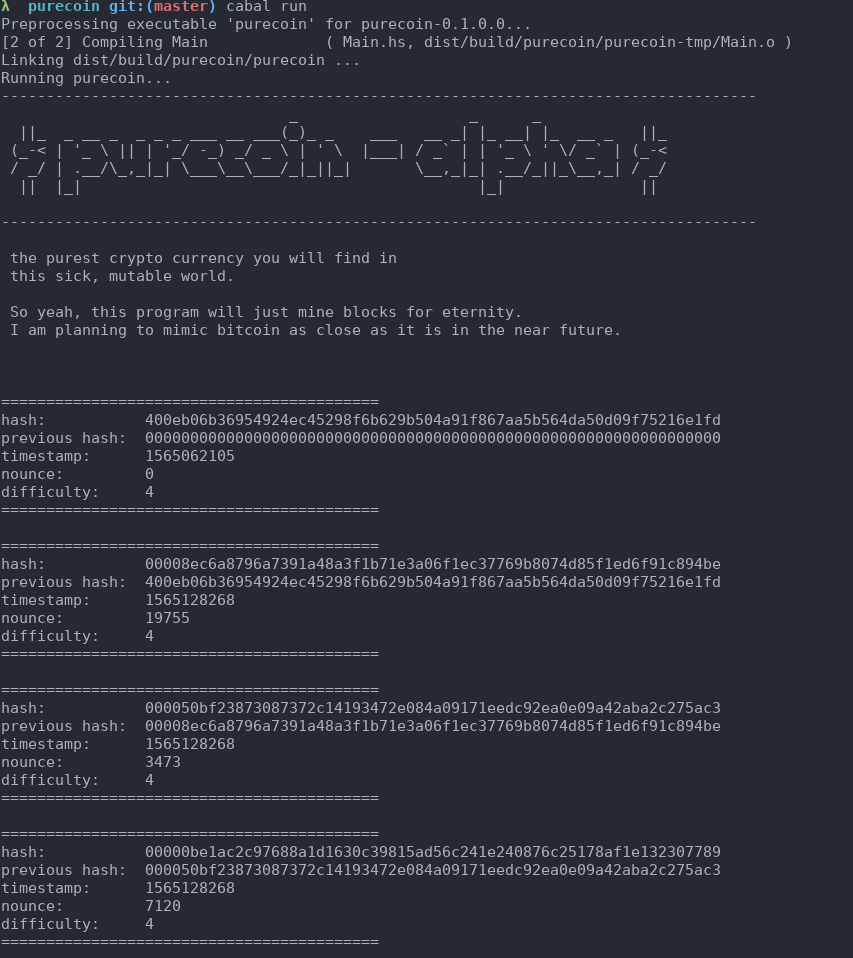 λ  purecoin git:(master) cabal run
Preprocessing executable 'purecoin' for purecoin-0.1.0.0...
[2 of 2] Compiling Main             ( Main.hs, dist/build/purecoin/purecoin-tmp/Main.o )
Linking dist/build/purecoin/purecoin ...
Running purecoin...
------------------------------------------------------------------------------------
$purecoin - alpha$
------------------------------------------------------------------------------------
the purest crypto currency you will find in
this sick, mutable world.
So yeah, this program will just mine blocks for eternity.
I am planning to mimic bitcoin as close as it is in the near future.
==========================================
hash:           400eb06b36954924ec45298f6b629b504a91f867aa5b564da50d09f75216e1fd
previous hash:  0000000000000000000000000000000000000000000000000000000000000000
timestamp:      1565062105
nounce:         0
difficulty:     4
==========================================
==========================================
hash:           00008ec6a8796a7391a48a3f1b71e3a06f1ec37769b8074d85f1ed6f91c894be
previous hash:  400eb06b36954924ec45298f6b629b504a91f867aa5b564da50d09f75216e1fd
timestamp:      1565128268
nounce:         19755
difficulty:     4
==========================================
==========================================
hash:           000050bf23873087372c14193472e084a09171eedc92ea0e09a42aba2c275ac3
previous hash:  00008ec6a8796a7391a48a3f1b71e3a06f1ec37769b8074d85f1ed6f91c894be
timestamp:      1565128268
nounce:         3473
difficulty:     4
==========================================
==========================================
hash:           00000be1ac2c97688a1d1630c39815ad56c241e240876c25178af1e132307789
previous hash:  000050bf23873087372c14193472e084a09171eedc92ea0e09a42aba2c275ac3
timestamp:      1565128268
nounce:         7120
difficulty:     4
==========================================